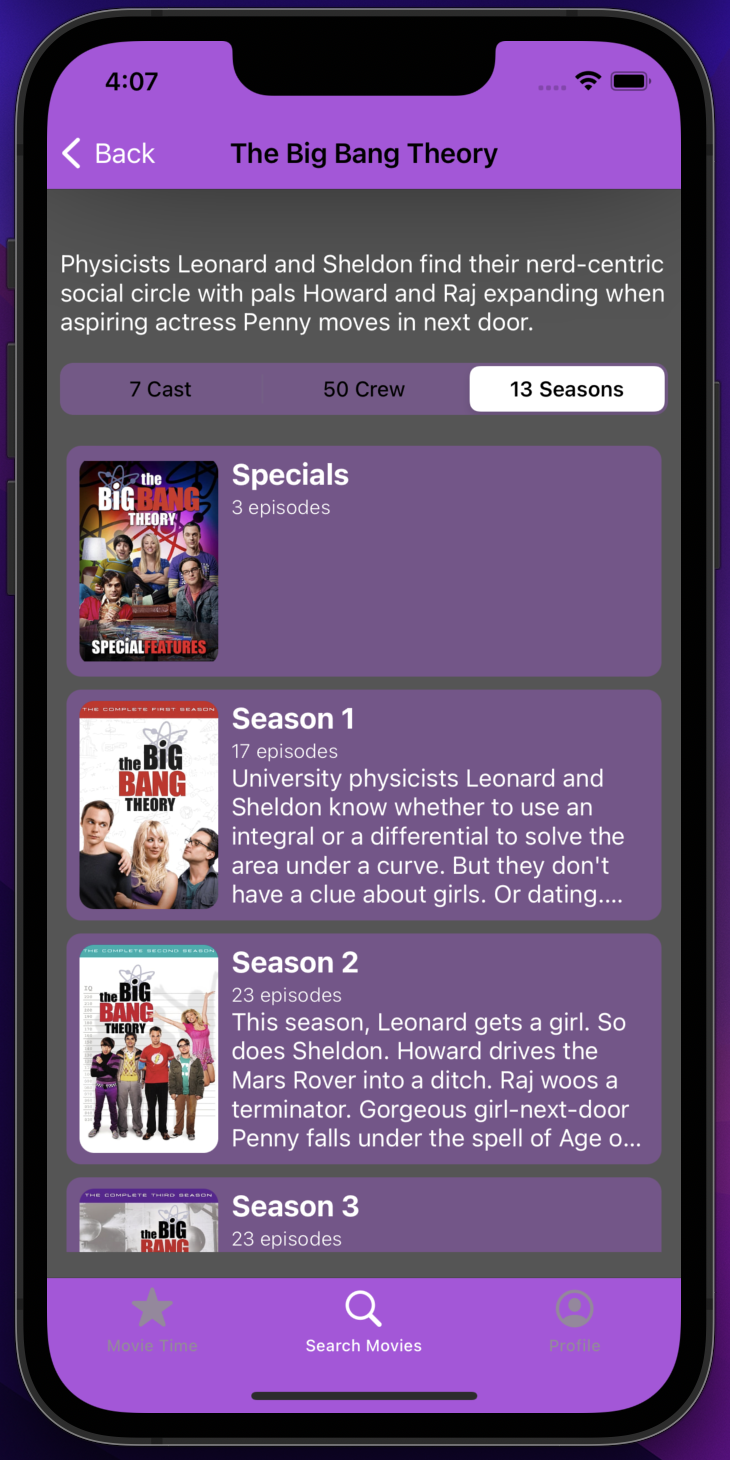 4:07
Back
The Big Bang Theory
Physicists Leonard and Sheldon find their nerd-centric
social circle with pals Howard and Raj expanding when
aspiring actress Penny moves in next door.
7 Cast
50 Crew
13 Seasons
the
BiG BANG
THEORY
SPECiAL FEATURES
Specials
3 episodes
THE COMPLETE FIRST SEASON
the BiG
BANG
THEORY
Season 1
17 episodes
University physicists Leonard and
Sheldon know whether to use an
integral or a differential to solve the
area under a curve. But they don't
have a clue about girls. Or dating....
THE COMPLETE SECOND SEASON
the BiG
BANG
THEORY
Season 2
23 episodes
This season, Leonard gets a girl. So
does Sheldon. Howard drives the
Mars Rover into a ditch. Raj woos a
terminator. Gorgeous girl-next-door
Penny falls under the spell of Age o...
THE COMPLETE THIRD SEASON
the BiG
BANG
Season 3
23 episodes
Movie Time
Search Movies
Profile